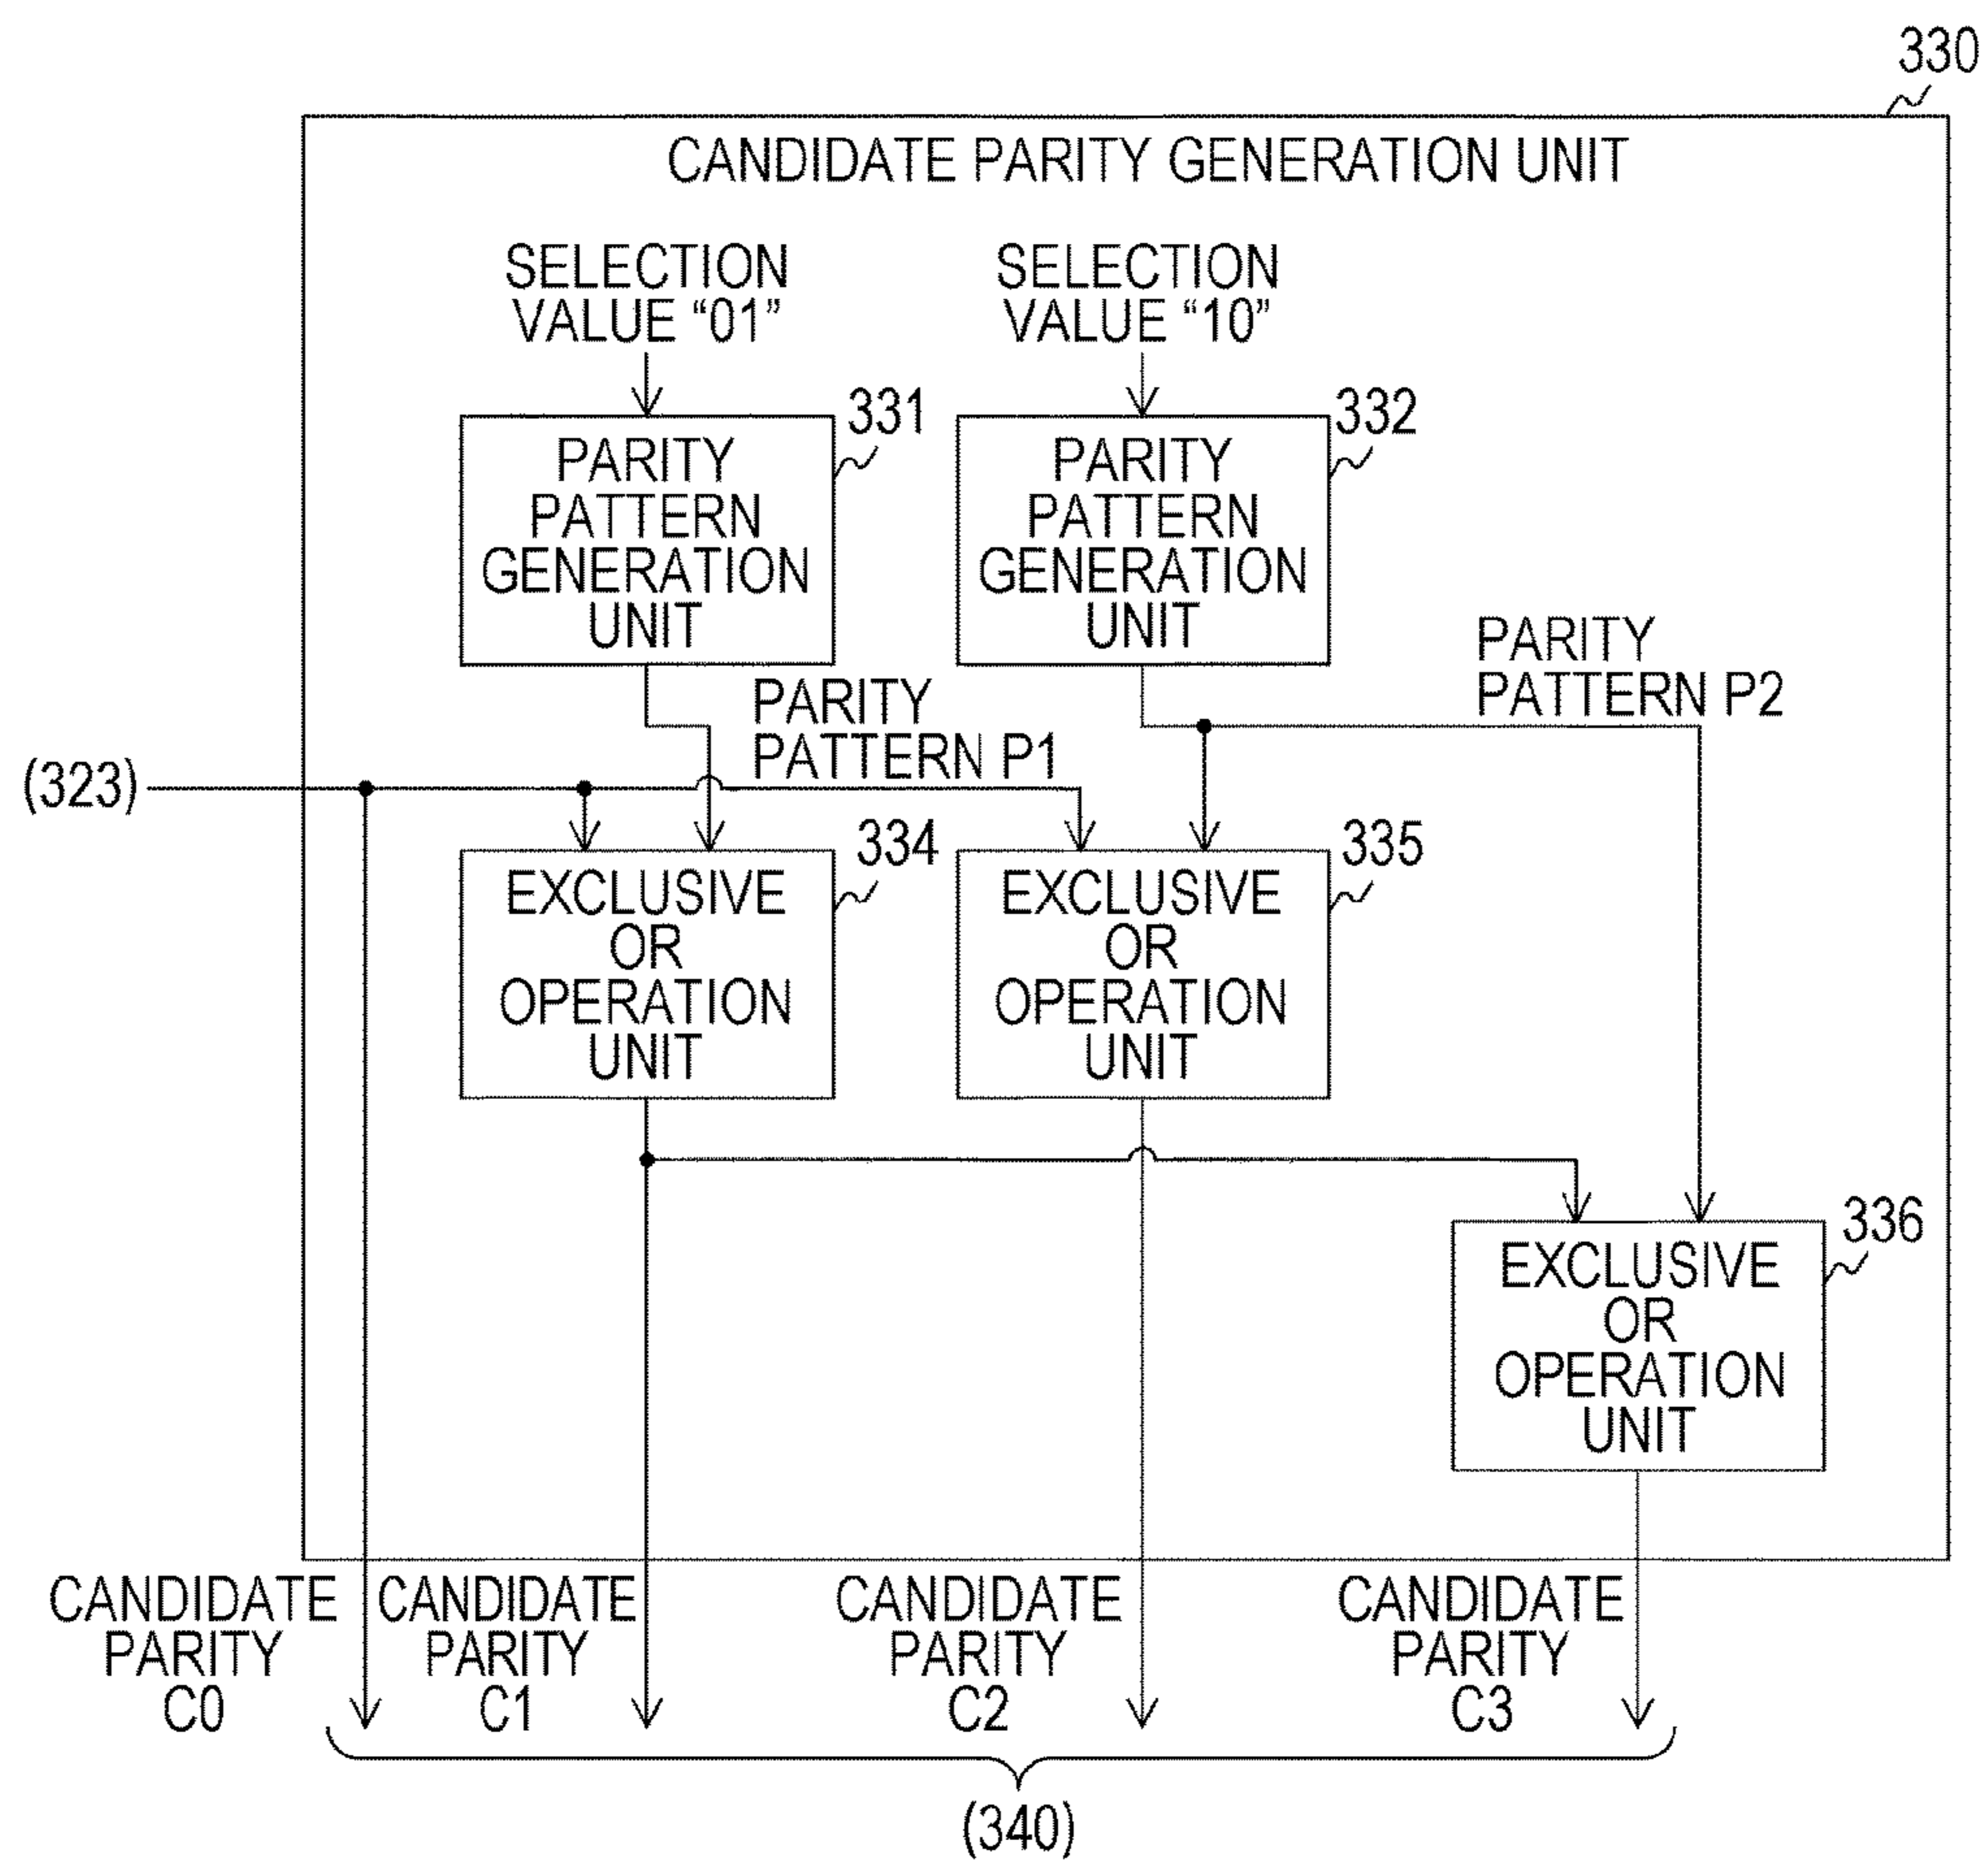 330
CANDIDATE PARITY GENERATION UNIT
SELECTION
VALUE “01”
SELECTION
VALUE “10”
331
PARITY
PATTERN
GENERATION
UNIT
332
PARITY
PATTERN
GENERATION
UNIT
PARITY
PATTERN P1
PARITY
PATTERN P2
(323)
334
EXCLUSIVE
OR
OPERATION
UNIT
335
EXCLUSIVE
OR
OPERATION
UNIT
336
EXCLUSIVE
OR
OPERATION
UNIT
CANDIDATE
PARITY
C0
CANDIDATE
PARITY
C1
CANDIDATE
PARITY
C2
CANDIDATE
PARITY
C3
(340)